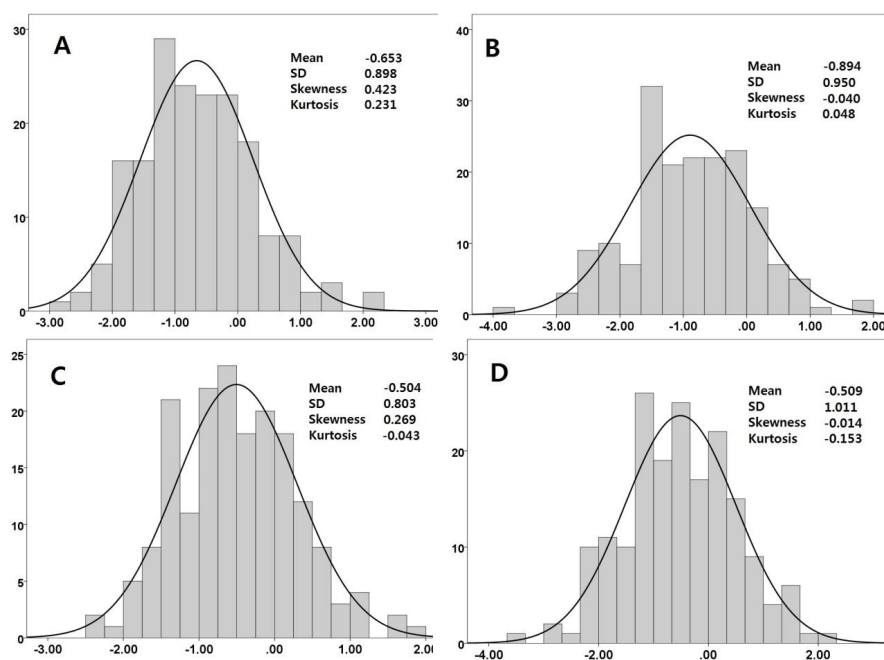 A
Mean -0.653
SD 0.898
Skewness 0.423
Kurtosis 0.231
30
20
10
0
-3.00 -2.00 -1.00 .00 1.00 2.00 3.00
B
Mean -0.894
SD 0.950
Skewness -0.040
Kurtosis 0.048
40
30
20
10
0
-4.00 -3.00 -2.00 -1.00 .00 1.00 2.0
C
Mean -0.504
SD 0.803
Skewness 0.269
Kurtosis -0.043
25
20
15
10
5
0
-3.00 -2.00 -1.00 .00 1.00 2.00
D
Mean -0.509
SD 1.011
Skewness -0.014
Kurtosis -0.153
30
20
10
0
-4.00 -2.00 .00 2.00